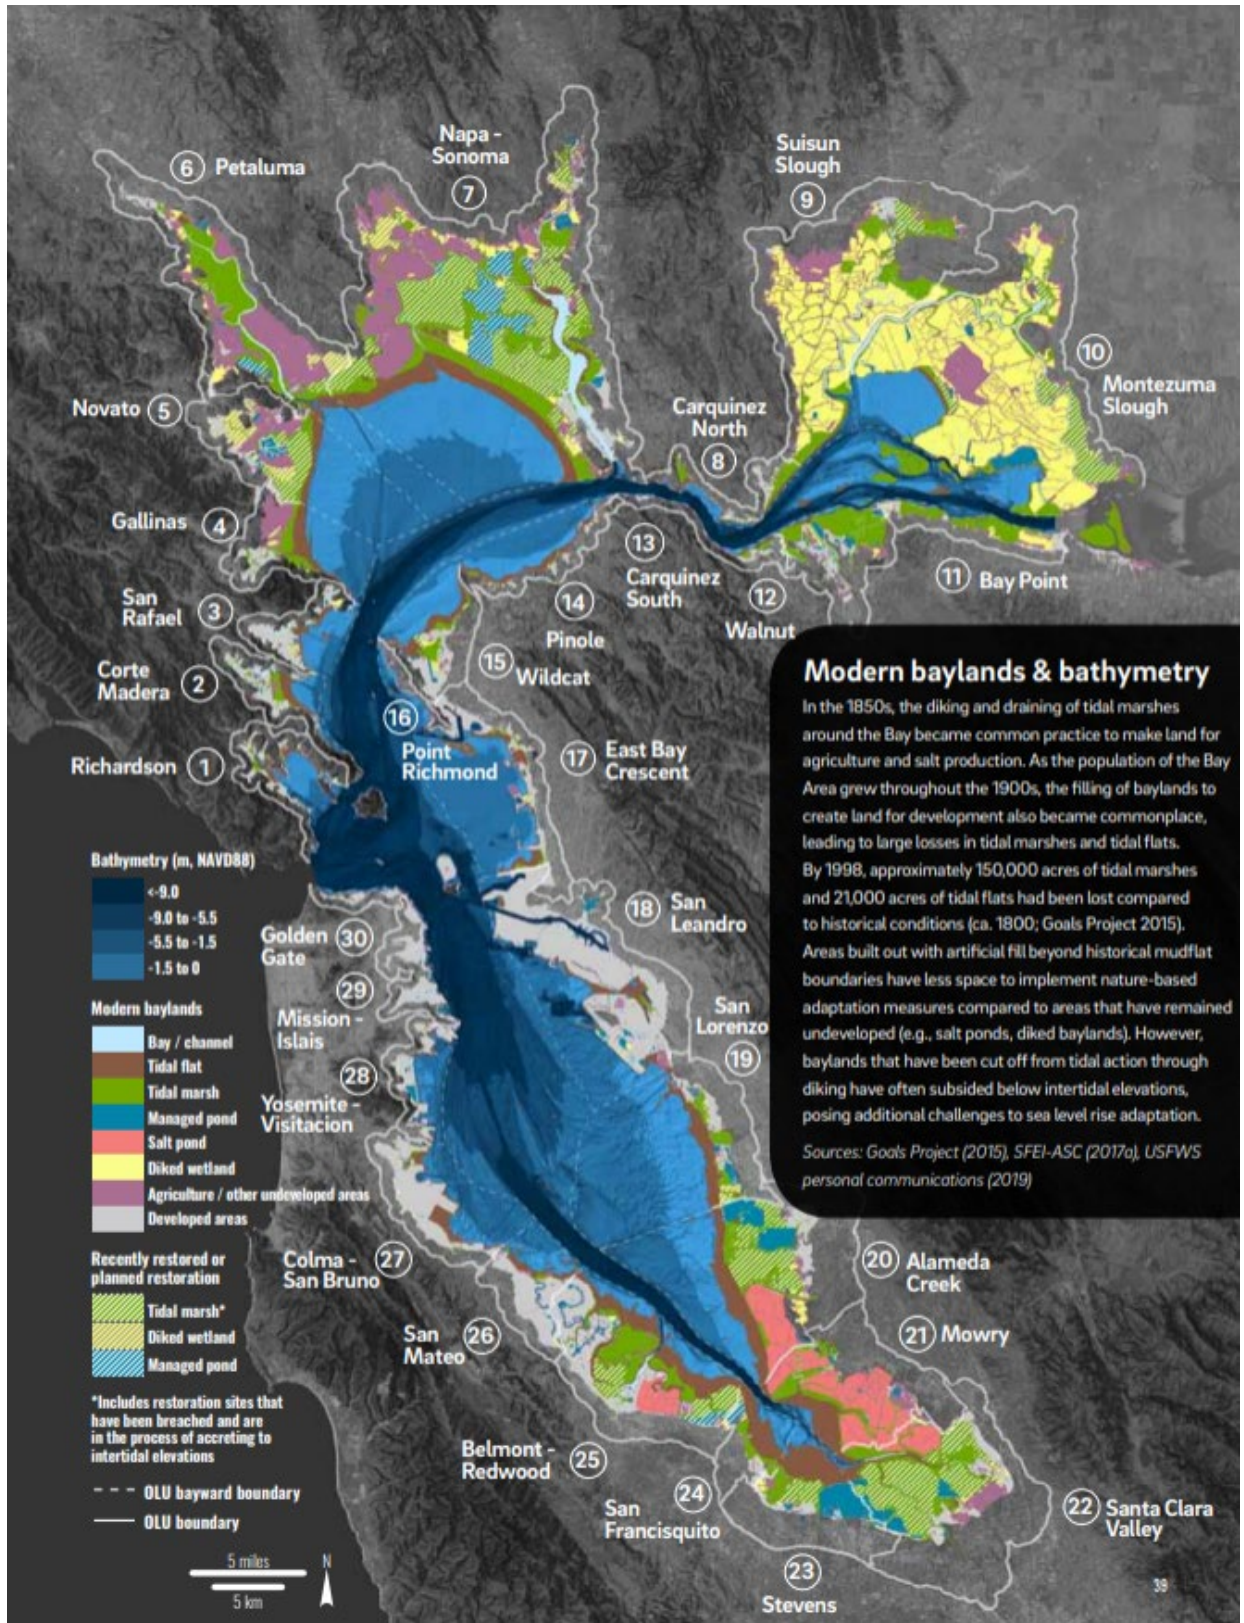 Napa -
Sonoma
7
Suisun
Slough
9
6 Petaluma
10
Montezuma
Slough
Novato 5
Carquinez
North
8
Gallinas 4
13
Carquinez
South
11 Bay Point
San
Rafael 3
14
Pinole
12
Walnut
Corte
Madera 2
15
Wildcat
16
Point
Richmond
Richardson 1
17 East Bay
Crescent
Modern baylands & bathymetry
In the 1850s, the diking and draining of tidal marshes
around the Bay became common practice to make land for
agriculture and salt production. As the population of the Bay
Area grew throughout the 1900s, the filling of baylands to
create land for development also became commonplace,
leading to large losses in tidal marshes and tidal flats.
By 1998, approximately 150,000 acres of tidal marshes
and 21,000 acres of tidal flats had been lost compared
to historical conditions (ca. 1800; Goals Project 2015).
Areas built out with artificial fill beyond historical mudflat
boundaries have less space to implement nature-based
adaptation measures compared to areas that have remained
undeveloped (e.g., salt ponds, diked baylands). However,
baylands that have been cut off from tidal action through
diking have often subsided below intertidal elevations,
posing additional challenges to sea level rise adaptation.
Sources: Goals Project (2015), SFEI-ASC (2017a), USFWS
personal communications (2019)
18 San
Leandro
Golden
Gate 30
29
Mission -
Islais
San
Lorenzo
19
28
Yosemite -
Visitacion
Colma -
San Bruno 27
20 Alameda
Creek
San
Mateo 26
21 Mowry
Belmont -
Redwood 25
24
San
Francisquito
22 Santa Clara
Valley
23
Stevens
Bathymetry (m, NAVD88)
<-9.0
-9.0 to -5.5
-5.5 to -1.5
-1.5 to 0
Modern baylands
Bay / channel
Tidal flat
Tidal marsh
Managed pond
Salt pond
Diked wetland
Agriculture / other undeveloped areas
Developed areas
Recently restored or
planned restoration
Tidal marsh*
Diked wetland
Managed pond
*Includes restoration sites that
have been breached and are
in the process of accreting to
intertidal elevations
OLU bayward boundary
OLU boundary
5 miles
5 km
N
39